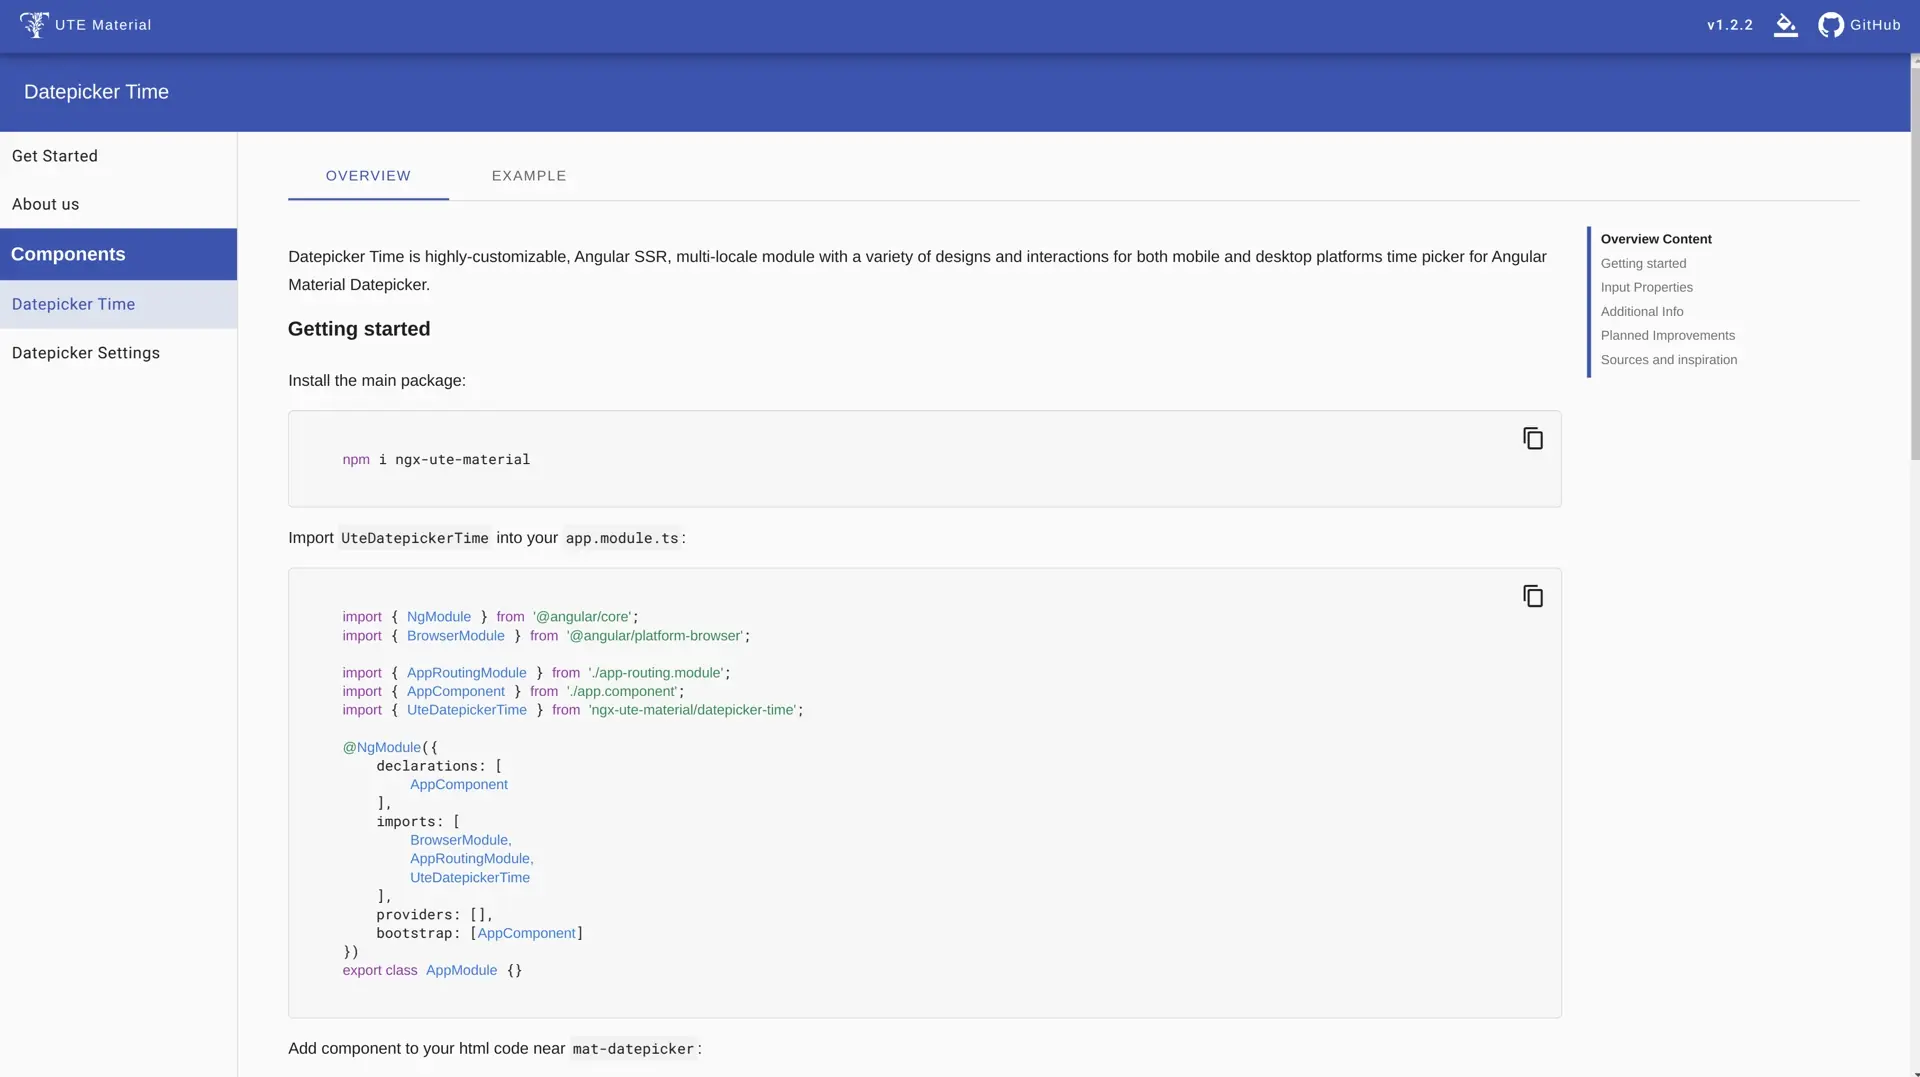 UTE Material
v1.2.2
GitHub
Datepicker Time
Get Started
About us
Components
Datepicker Time
Datepicker Settings
OVERVIEW
EXAMPLE
Datepicker Time is highly-customizable, Angular SSR, multi-locale module with a variety of designs and interactions for both mobile and desktop platforms time picker for Angular
Material Datepicker.
Getting started
Install the main package:
npm i ngx-ute-material
Import UteDatepickerTime into your app.module.ts:
import { NgModule } from '@angular/core';
import { BrowserModule } from '@angular/platform-browser';
import { AppRoutingModule } from './app-routing.module';
import { AppComponent } from './app.component';
import { UteDatepickerTime } from 'ngx-ute-material/datepicker-time';
@NgModule({
declarations: [
AppComponent
],
imports: [
BrowserModule,
AppRoutingModule,
UteDatepickerTime
],
providers: [],
bootstrap: [AppComponent]
})
export class AppModule {}
Add component to your html code near mat-datepicker:
Overview Content
Getting started
Input Properties
Additional Info
Planned Improvements
Sources and inspiration